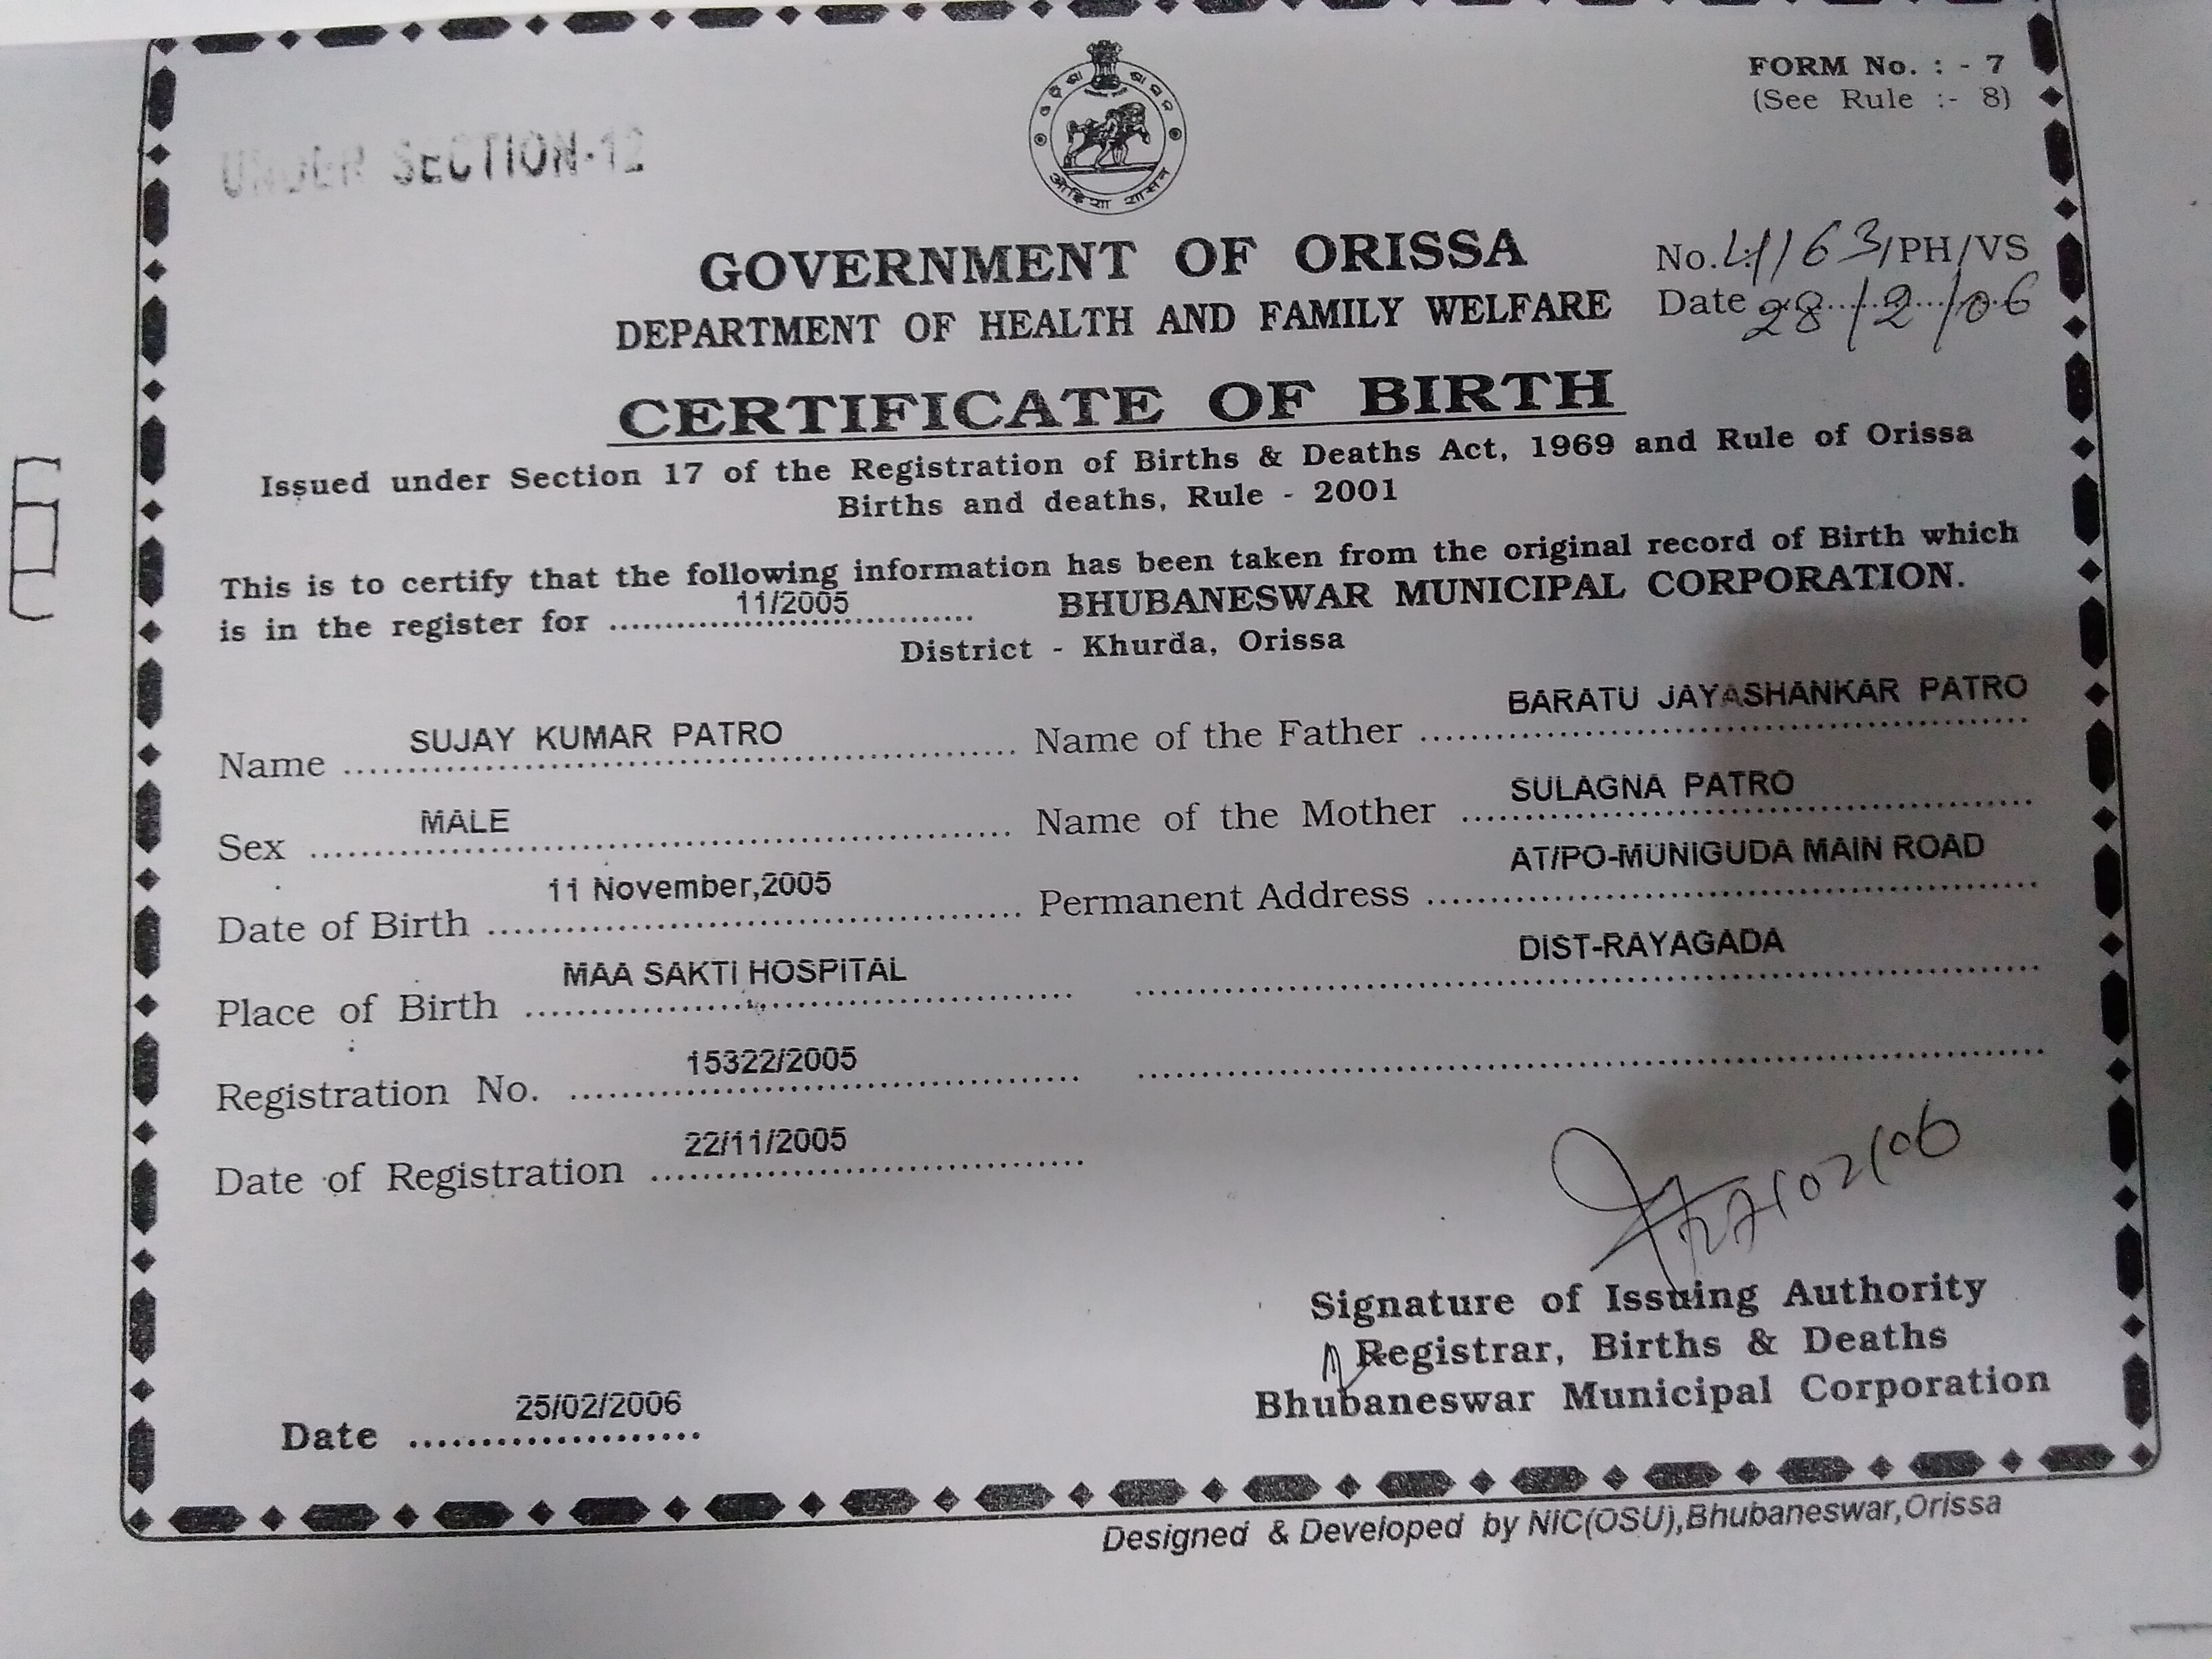 FORM No. : - 7
(See Rule :- 8)
UNDER SECTION-12
ଓଡ଼ିଶା ଶାସନ
ओड़िशा शासन
GOVERNMENT OF ORISSA
No. 4163/PH/VS
DEPARTMENT OF HEALTH AND FAMILY WELFARE
Date 28/2/06
CERTIFICATE OF BIRTH
Issued under Section 17 of the Registration of Births & Deaths Act, 1969 and Rule of Orissa
Births and deaths, Rule - 2001
This is to certify that the following information has been taken from the original record of Birth which
is in the register for 11/2005 BHUBANESWAR MUNICIPAL CORPORATION.
District - Khurda, Orissa
Name SUJAY KUMAR PATRO Name of the Father BARATU JAYASHANKAR PATRO
Sex MALE Name of the Mother SULAGNA PATRO
Date of Birth 11 November,2005 Permanent Address AT/PO-MUNIGUDA MAIN ROAD
Place of Birth MAA SAKTI HOSPITAL DIST-RAYAGADA
Registration No. 15322/2005
Date of Registration 22/11/2005
Signature of Issuing Authority
Registrar, Births & Deaths
Bhubaneswar Municipal Corporation
Date 25/02/2006
Designed & Developed by NIC(OSU),Bhubaneswar,Orissa